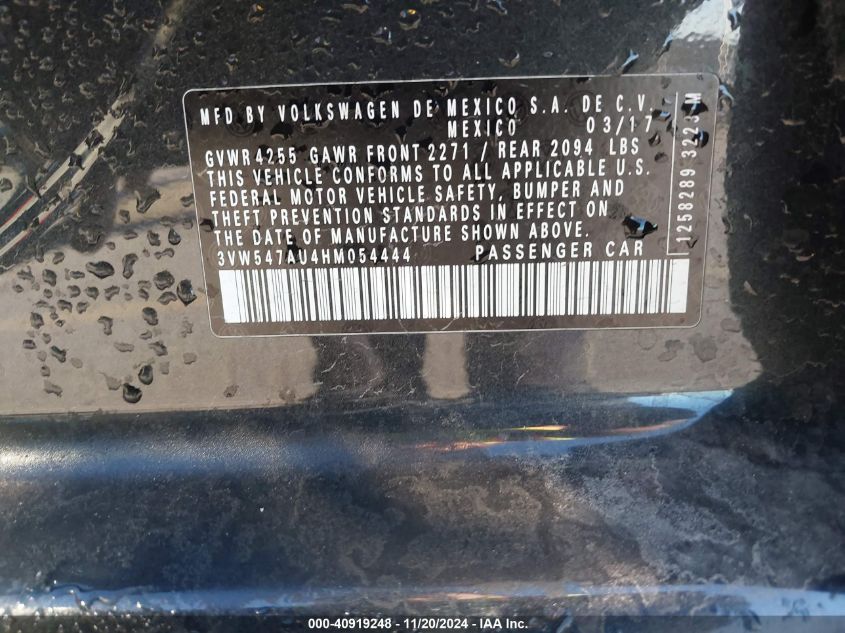 MFD BY VOLKSWAGEN DE MEXICO S.A. DE C.V.
MEXICO 03/17
GVWR 4255 GAWR FRONT 2271 / REAR 2094 LBS
THIS VEHICLE CONFORMS TO ALL APPLICABLE U.S.
FEDERAL MOTOR VEHICLE SAFETY, BUMPER AND
THEFT PREVENTION STANDARDS IN EFFECT ON
THE DATE OF MANUFACTURE SHOWN ABOVE.
3VW547AU4HM054444 PASSENGER CAR
1258289 3223M
000-40919248 - 11/20/2024 - IAA Inc.